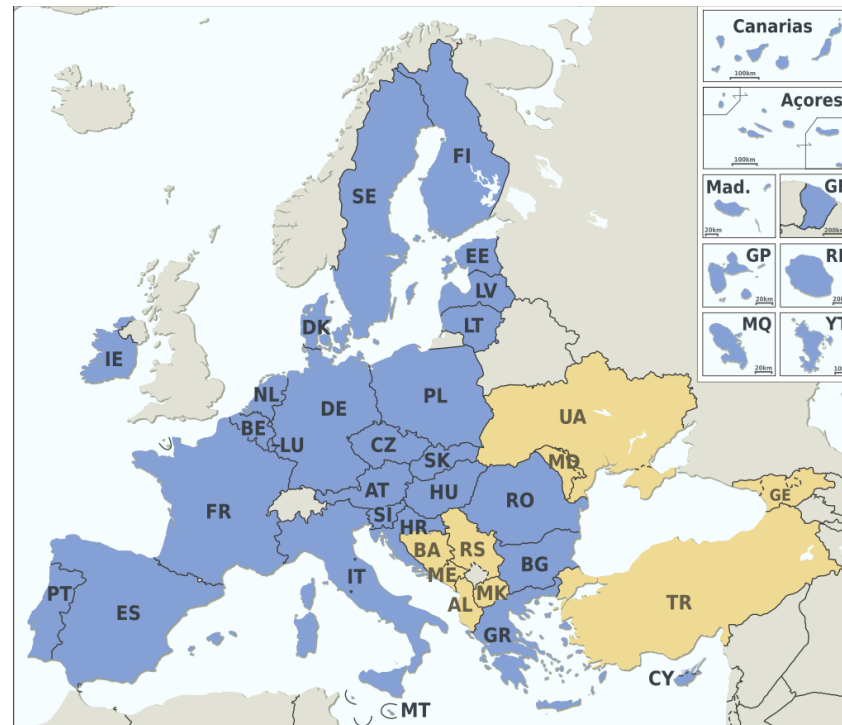 Canarias
100km
Açores
100km
Mad.
20km
200km
GP
20km
MQ
20km
YT
FI
SE
EE
LV
LT
DK
IE
NL
BE
LU
DE
PL
CZ
SK
AT
HU
SI
HR
FR
RO
UA
MD
GE
BA
RS
ME
MK
AL
BG
IT
PT
ES
GR
TR
CY
MT